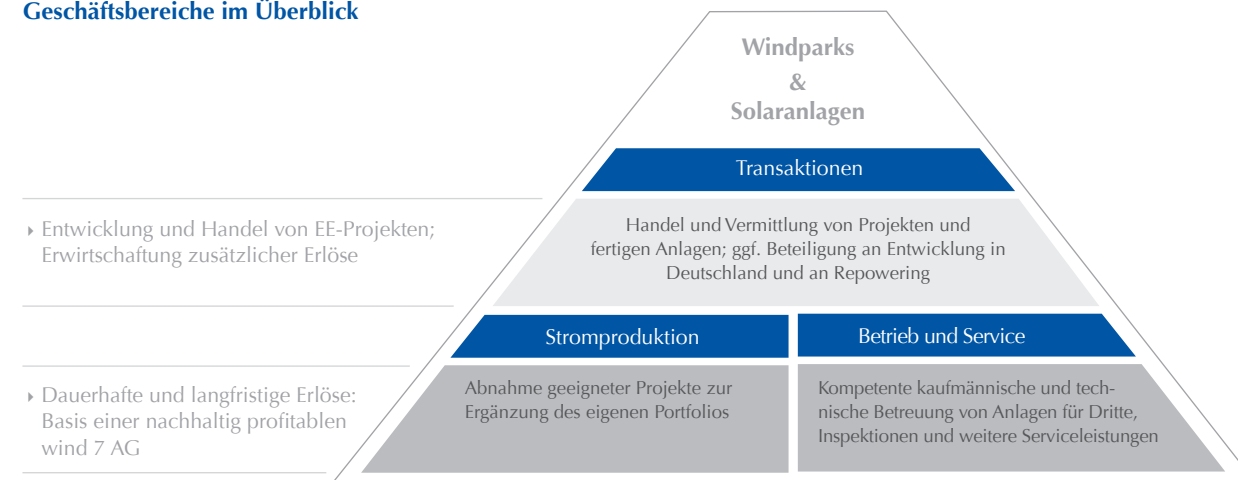 Geschäftsbereiche im Überblick
Windparks
&
Solaranlagen
Transaktionen
Entwicklung und Handel von EE-Projekten;
Erwirtschaftung zusätzlicher Erlöse
Handel und Vermittlung von Projekten und
fertigen Anlagen; ggf. Beteiligung an Entwicklung in
Deutschland und an Repowering
Stromproduktion
Betrieb und Service
Dauerhafte und langfristige Erlöse:
Basis einer nachhaltig profitablen
wind 7 AG
Abnahme geeigneter Projekte zur
Ergänzung des eigenen Portfolios
Kompetente kaufmännische und tech-
nische Betreuung von Anlagen für Dritte,
Inspektionen und weitere Serviceleistungen